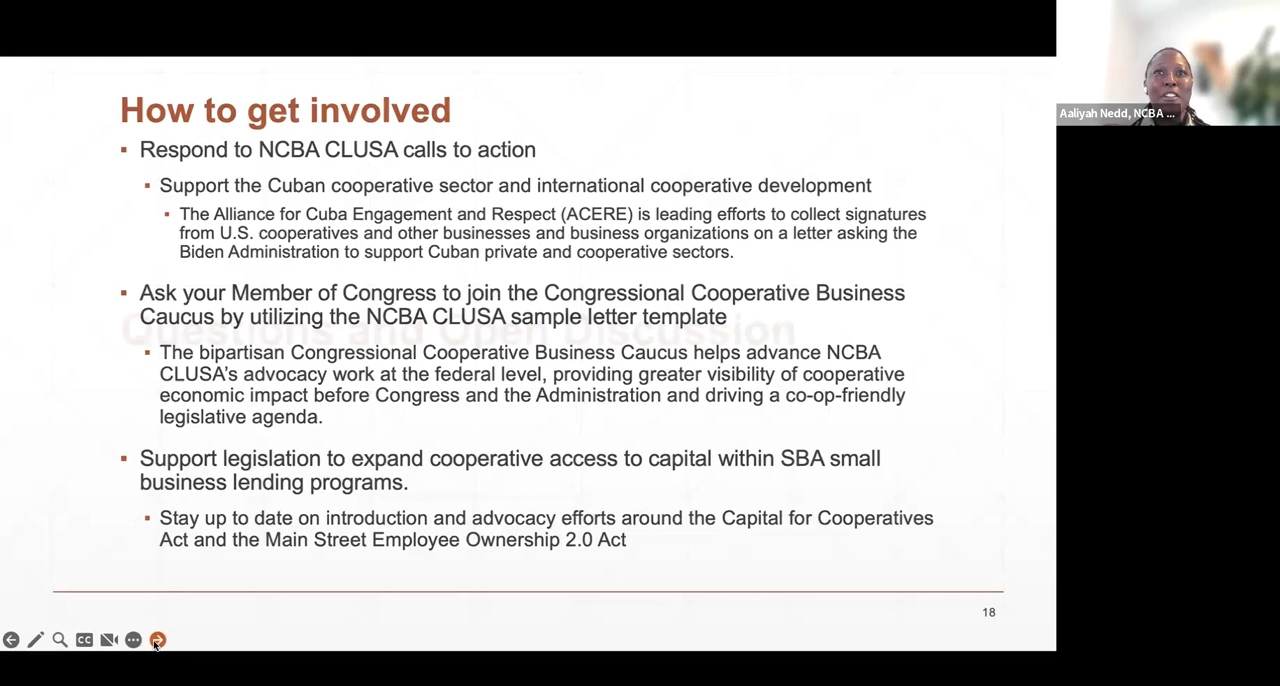 How to get involved
▪ Respond to NCBA CLUSA calls to action
▪ Support the Cuban cooperative sector and international cooperative development
▪ The Alliance for Cuba Engagement and Respect (ACERE) is leading efforts to collect signatures
from U.S. cooperatives and other businesses and business organizations on a letter asking the
Biden Administration to support Cuban private and cooperative sectors.
▪ Ask your Member of Congress to join the Congressional Cooperative Business
Caucus by utilizing the NCBA CLUSA sample letter template
Questions and Open Discussion
▪ The bipartisan Congressional Cooperative Business Caucus helps advance NCBA
CLUSA’s advocacy work at the federal level, providing greater visibility of cooperative
economic impact before Congress and the Administration and driving a co-op-friendly
legislative agenda.
▪ Support legislation to expand cooperative access to capital within SBA small
business lending programs.
▪ Stay up to date on introduction and advocacy efforts around the Capital for Cooperatives
Act and the Main Street Employee Ownership 2.0 Act
18
CC
Aaliyah Nedd, NCBA ...